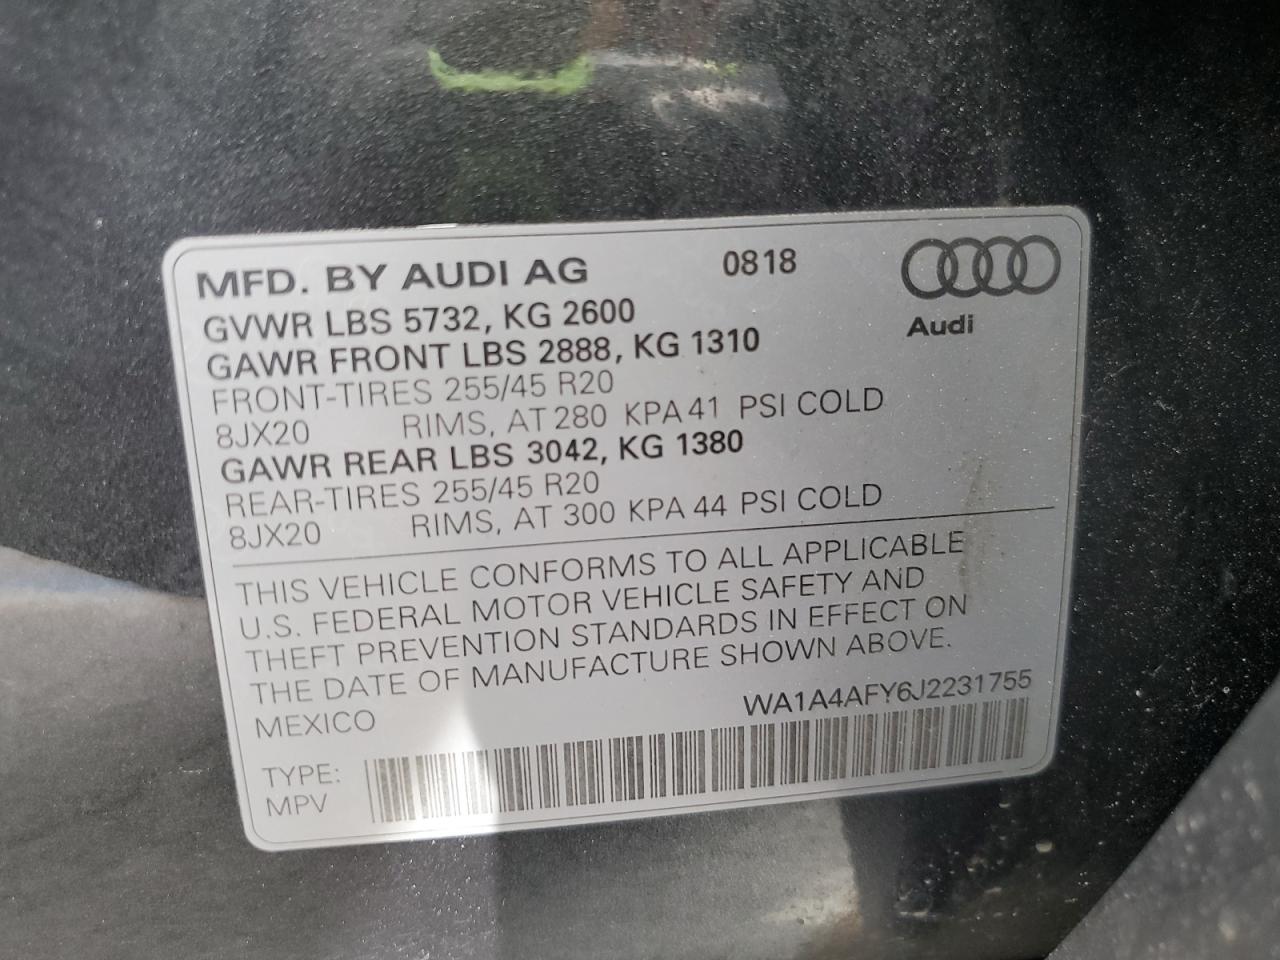 MFD. BY AUDI AG 0818
Audi
GVWR LBS 5732, KG 2600
GAWR FRONT LBS 2888, KG 1310
FRONT-TIRES 255/45 R20
8JX20 RIMS, AT 280 KPA 41 PSI COLD
GAWR REAR LBS 3042, KG 1380
REAR-TIRES 255/45 R20
8JX20 RIMS, AT 300 KPA 44 PSI COLD
THIS VEHICLE CONFORMS TO ALL APPLICABLE
U.S. FEDERAL MOTOR VEHICLE SAFETY AND
THEFT PREVENTION STANDARDS IN EFFECT ON
THE DATE OF MANUFACTURE SHOWN ABOVE.
MEXICO WA1A4AFY6J2231755
TYPE:
MPV